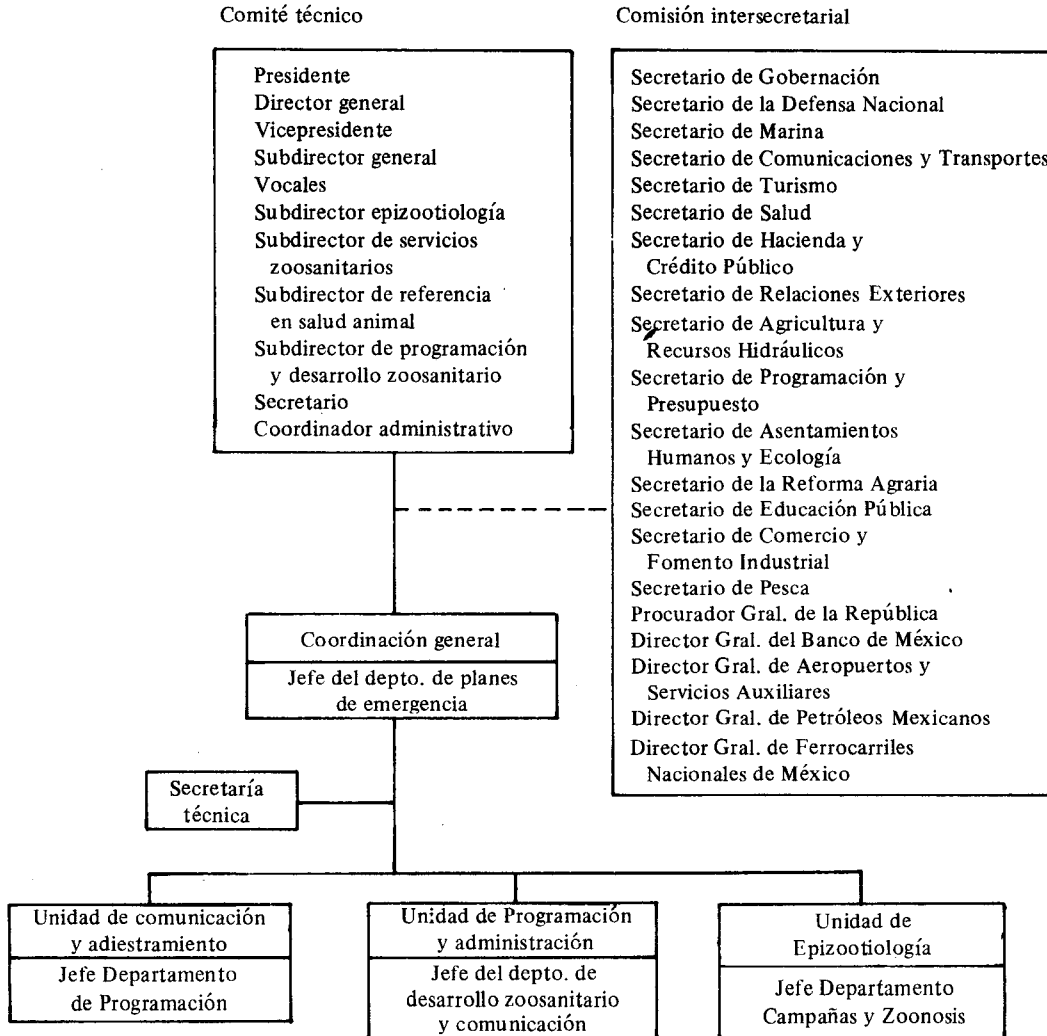 Comité técnico
Presidente
Director general
Vicepresidente
Subdirector general
Vocales
Subdirector epizootiología
Subdirector de servicios
zoosanitarios
Subdirector de referencia
en salud animal
Subdirector de programación
y desarrollo zoosanitario
Secretario
Coordinador administrativo
Comisión intersecretarial
Secretario de Gobernación
Secretario de la Defensa Nacional
Secretario de Marina
Secretario de Comunicaciones y Transportes
Secretario de Turismo
Secretario de Salud
Secretario de Hacienda y
Crédito Público
Secretario de Relaciones Exteriores
Secretario de Agricultura y
Recursos Hidráulicos
Secretario de Programación y
Presupuesto
Secretario de Asentamientos
Humanos y Ecología
Secretario de la Reforma Agraria
Secretario de Educación Pública
Secretario de Comercio y
Fomento Industrial
Secretario de Pesca
Procurador Gral. de la República
Director Gral. del Banco de México
Director Gral. de Aeropuertos y
Servicios Auxiliares
Director Gral. de Petróleos Mexicanos
Director Gral. de Ferrocarriles
Nacionales de México
Coordinación general
Jefe del depto. de planes
de emergencia
Secretaría
técnica
Unidad de comunicación
y adiestramiento
Jefe Departamento
de Programación
Unidad de Programación
y administración
Jefe del depto. de
desarrollo zoosanitario
y comunicación
Unidad de
Epizootiología
Jefe Departamento
Campañas y Zoonosis